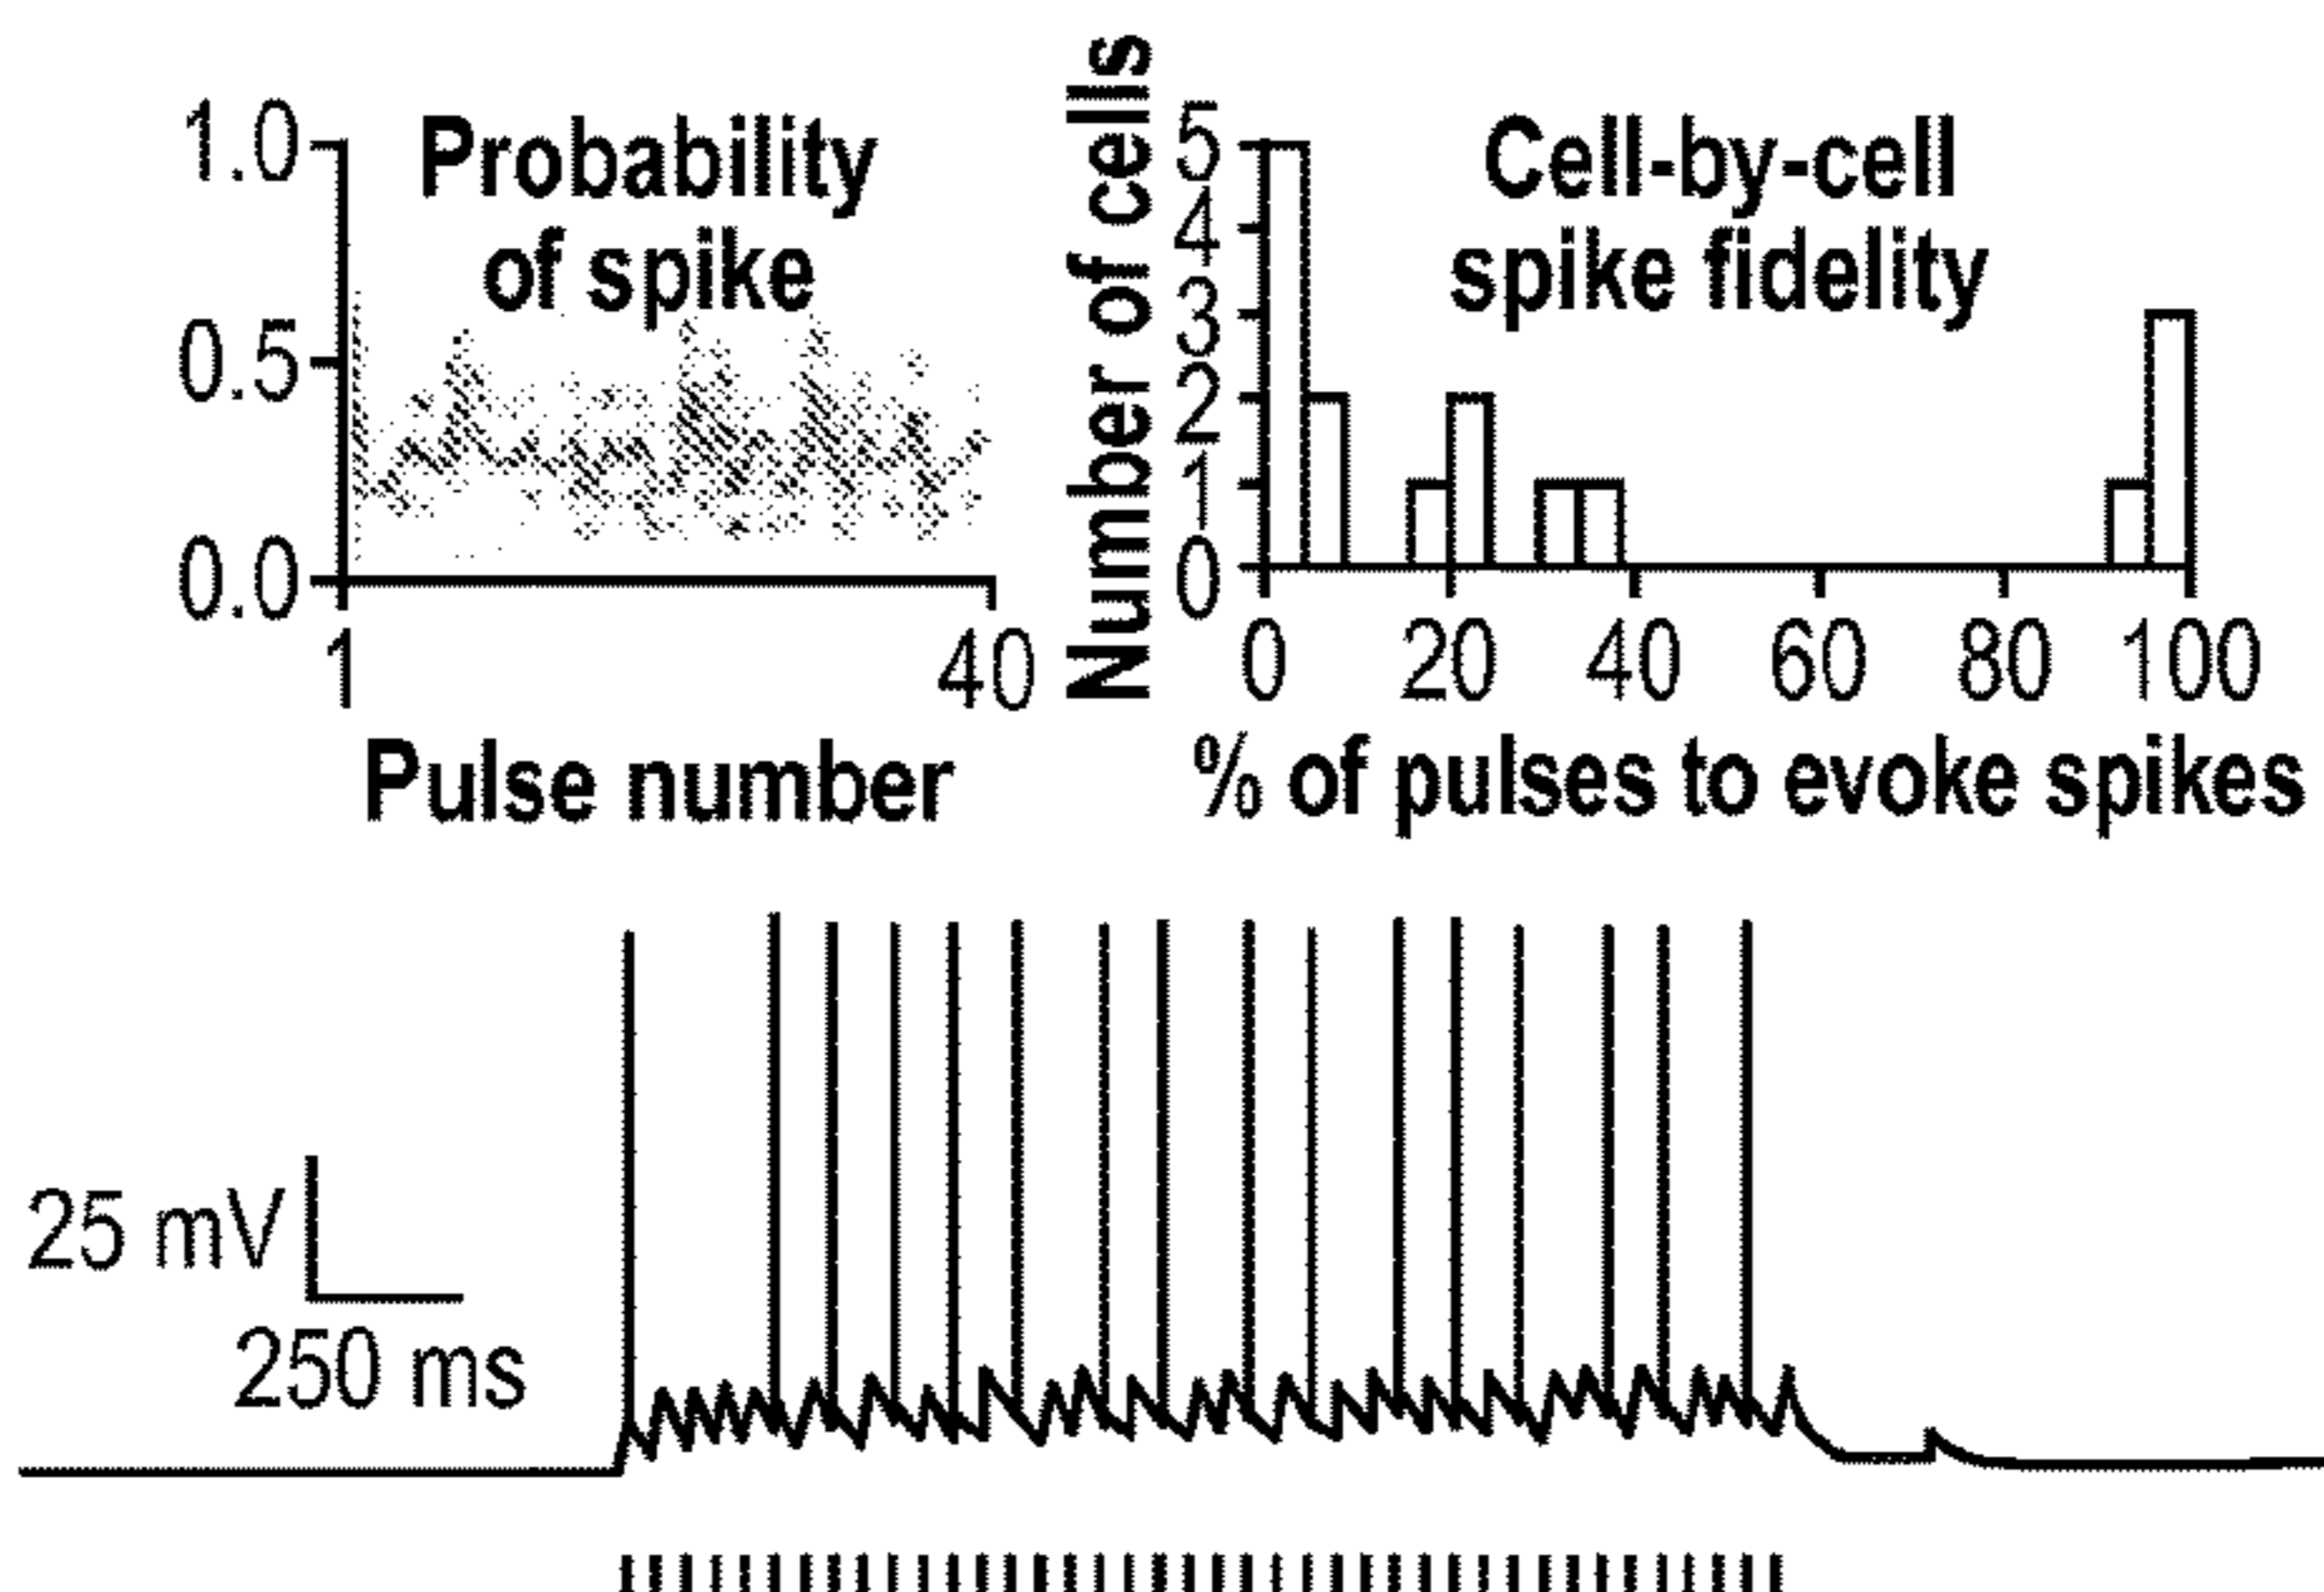 1.0
0.5
0.0
Probability
of spike
1
40
Pulse number
Number of cells
5
4
3
2
1
0
Cell-by-cell
spike fidelity
0
20
40
60
80
100
% of pulses to evoke spikes
25 mV
250 ms